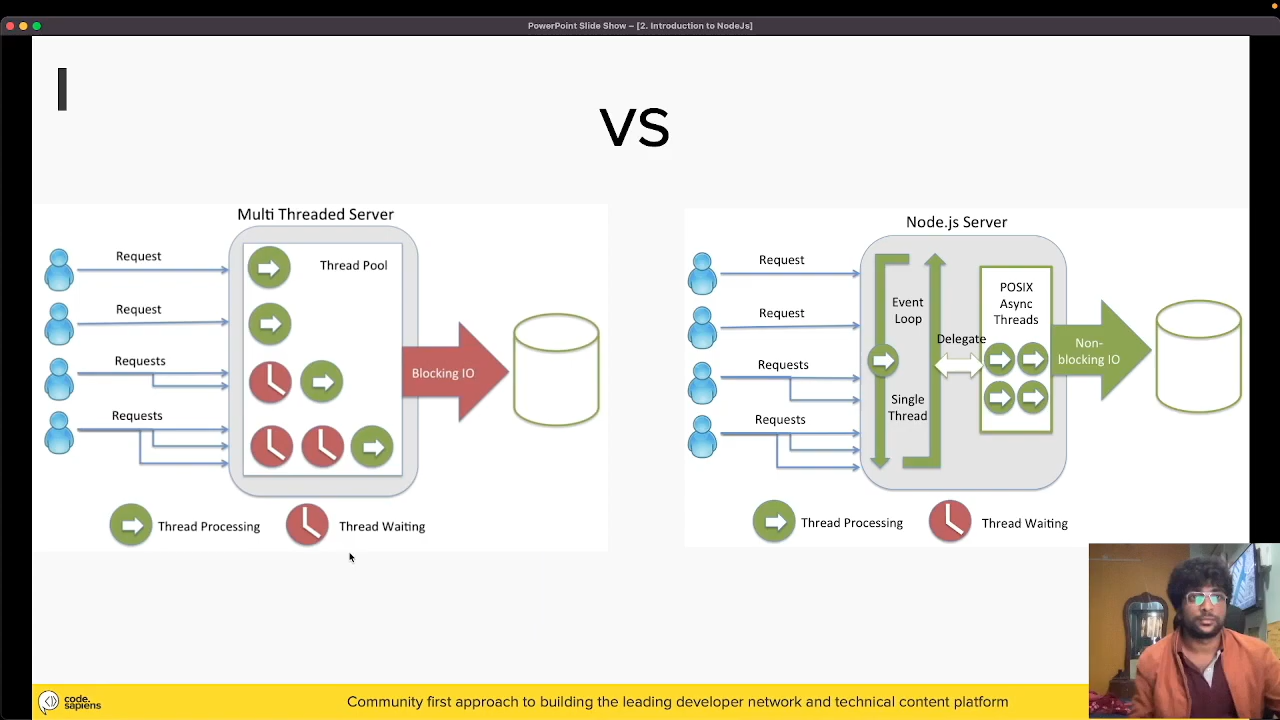 PowerPoint Slide Show – [2. Introduction to NodeJs]
VS
Multi Threaded Server
Request
Thread Pool
Request
Requests
Requests
Blocking IO
Thread Processing
Thread Waiting
Node.js Server
Request
Request
Requests
Requests
Event
Loop
Single
Thread
Delegate
POSIX
Async
Threads
Non-
blocking IO
Thread Processing
Thread Waiting
code.
sapiens
Community first approach to building the leading developer network and technical content platform